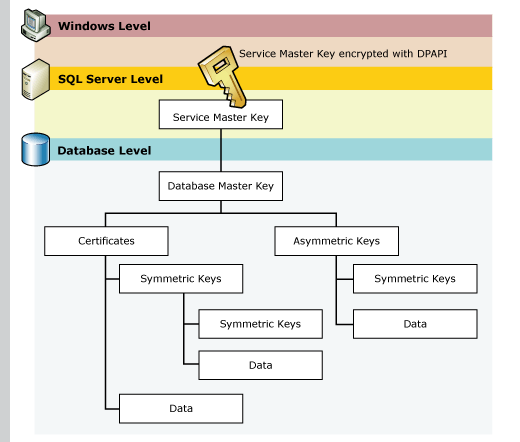 Windows Level
Service Master Key encrypted with DPAPI
SQL Server Level
Service Master Key
Database Level
Database Master Key
Certificates
Asymmetric Keys
Symmetric Keys
Symmetric Keys
Symmetric Keys
Data
Data
Data